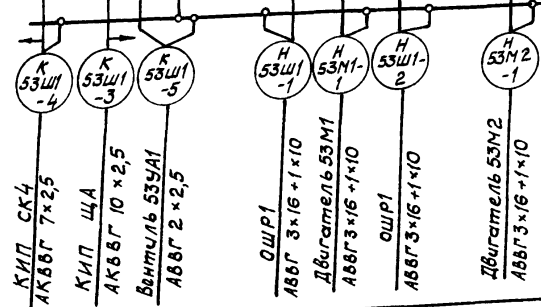 К
53Ш1
-4
К
53Ш1
-3
К
53Ш1
-5
Н
53Ш1
-1
Н
53М1-
1
Н
53Ш1-
2
Н
53М2
-1
КИП СК4
АКВВГ 7×2,5
КИП ЩА
АКВВГ 10×2,5
Вентиль 53УА1
АВВГ 2×2,5
ОЩР1
АВВГ 3×16+1×10
Двигатель 53М1
АВВГ 3×16+1×10
ОЩР1
АВВГ 3×16+1×10
Двигатель 53М2
АВВГ 3×16+1×10